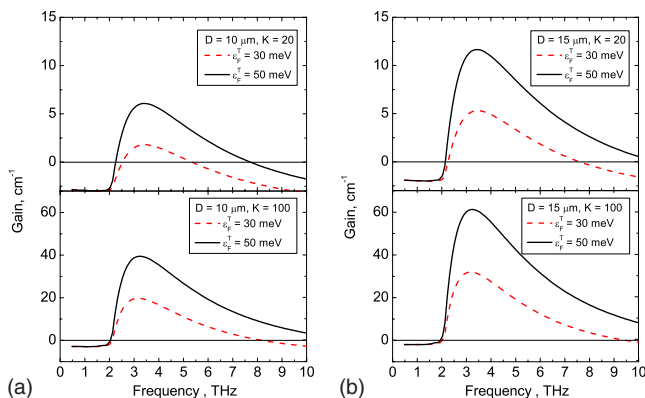 D = 10 μm, K = 20
ε_F^T = 30 meV
ε_F^T = 50 meV
15
10
5
0
D = 10 μm, K = 100
ε_F^T = 30 meV
ε_F^T = 50 meV
60
40
20
0
Gain, cm⁻¹
0 1 2 3 4 5 6 7 8 9 10
Frequency , THz
(a)
D = 15 μm, K = 20
ε_F^T = 30 meV
ε_F^T = 50 meV
15
10
5
0
D = 15 μm, K = 100
ε_F^T = 30 meV
ε_F^T = 50 meV
60
40
20
0
Gain, cm⁻¹
0 1 2 3 4 5 6 7 8 9 10
Frequency , THz
(b)